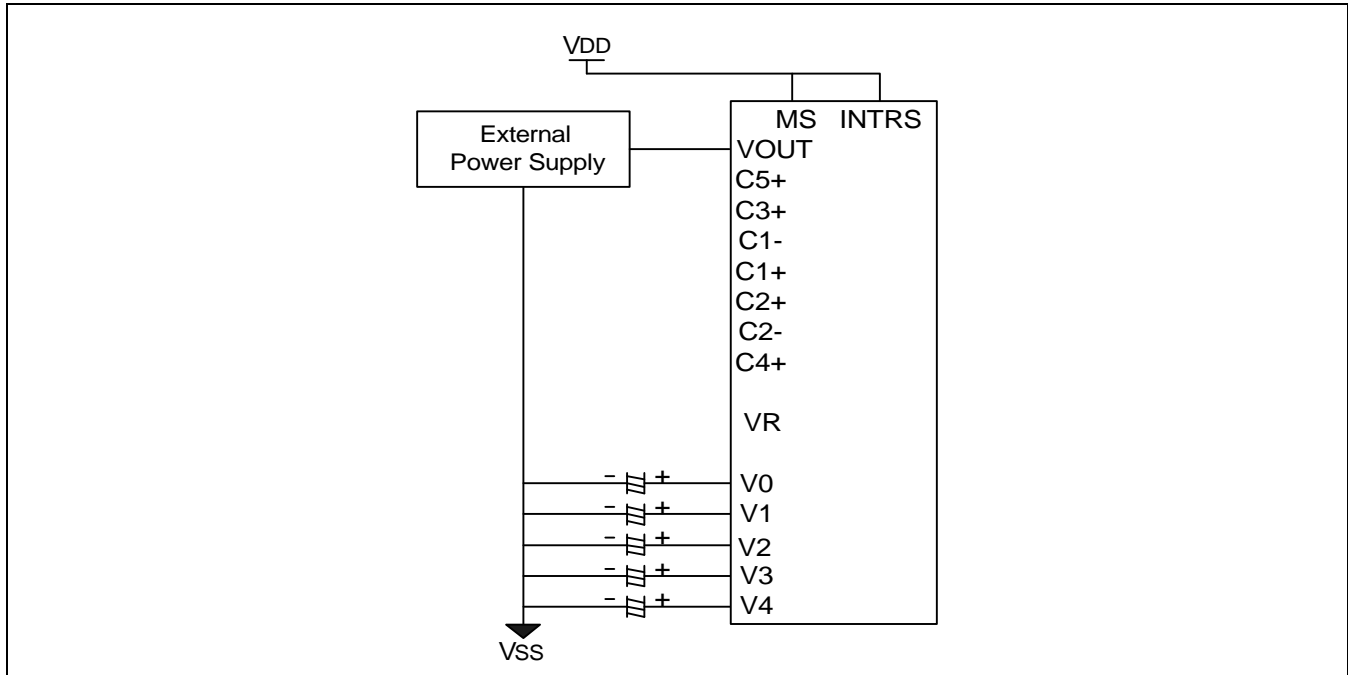 VDD
MS INTRS
External
Power Supply
VOUT
C5+
C3+
C1-
C1+
C2+
C2-
C4+
VR
- + V0
- + V1
- + V2
- + V3
- + V4
VSS